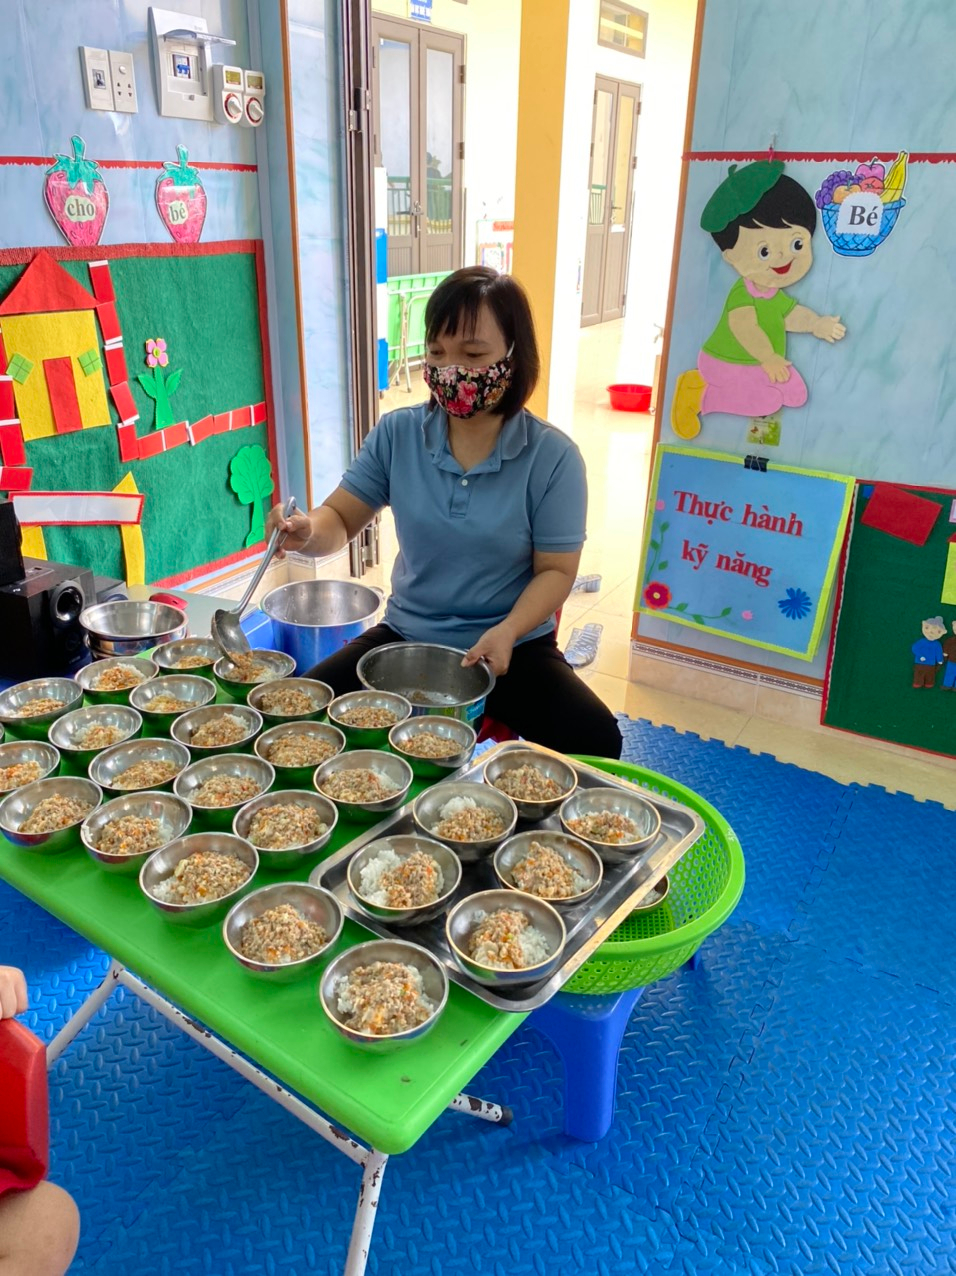 cho
bé
Bé
Thực hành
kỹ năng